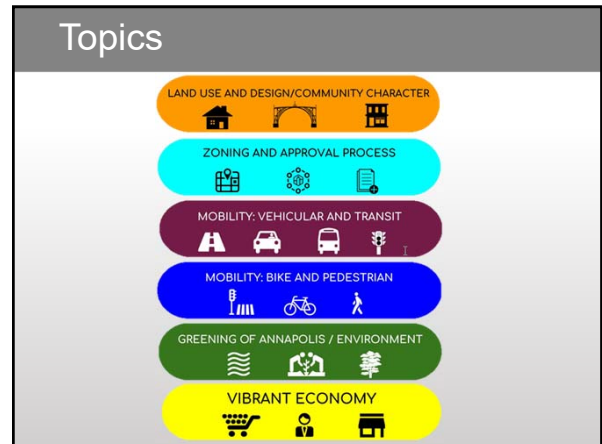 Topics
LAND USE AND DESIGN/COMMUNITY CHARACTER
ZONING AND APPROVAL PROCESS
MOBILITY: VEHICULAR AND TRANSIT
MOBILITY: BIKE AND PEDESTRIAN
GREENING OF ANNAPOLIS / ENVIRONMENT
VIBRANT ECONOMY